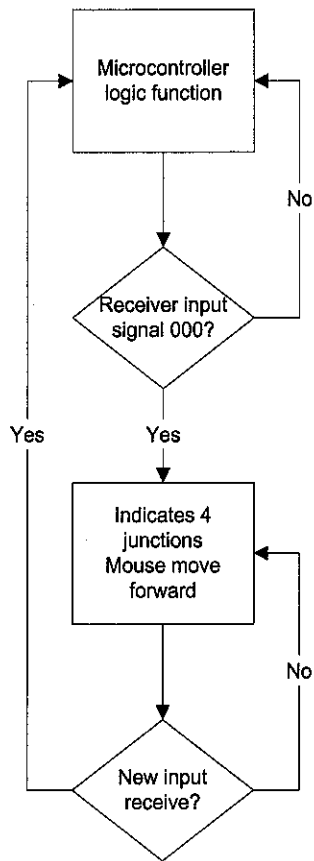 Microcontroller
logic function
No
Receiver input
signal 000?
Yes
Yes
Indicates 4
junctions
Mouse move
forward
No
New input
receive?